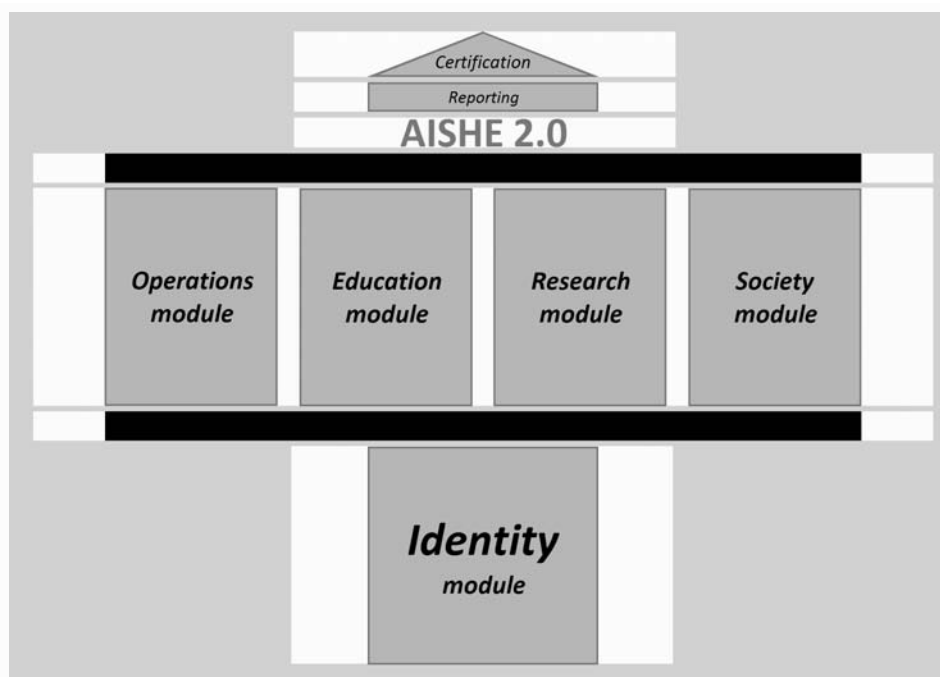 Certification
Reporting
AISHE 2.0
Operations
module
Education
module
Research
module
Society
module
Identity
module